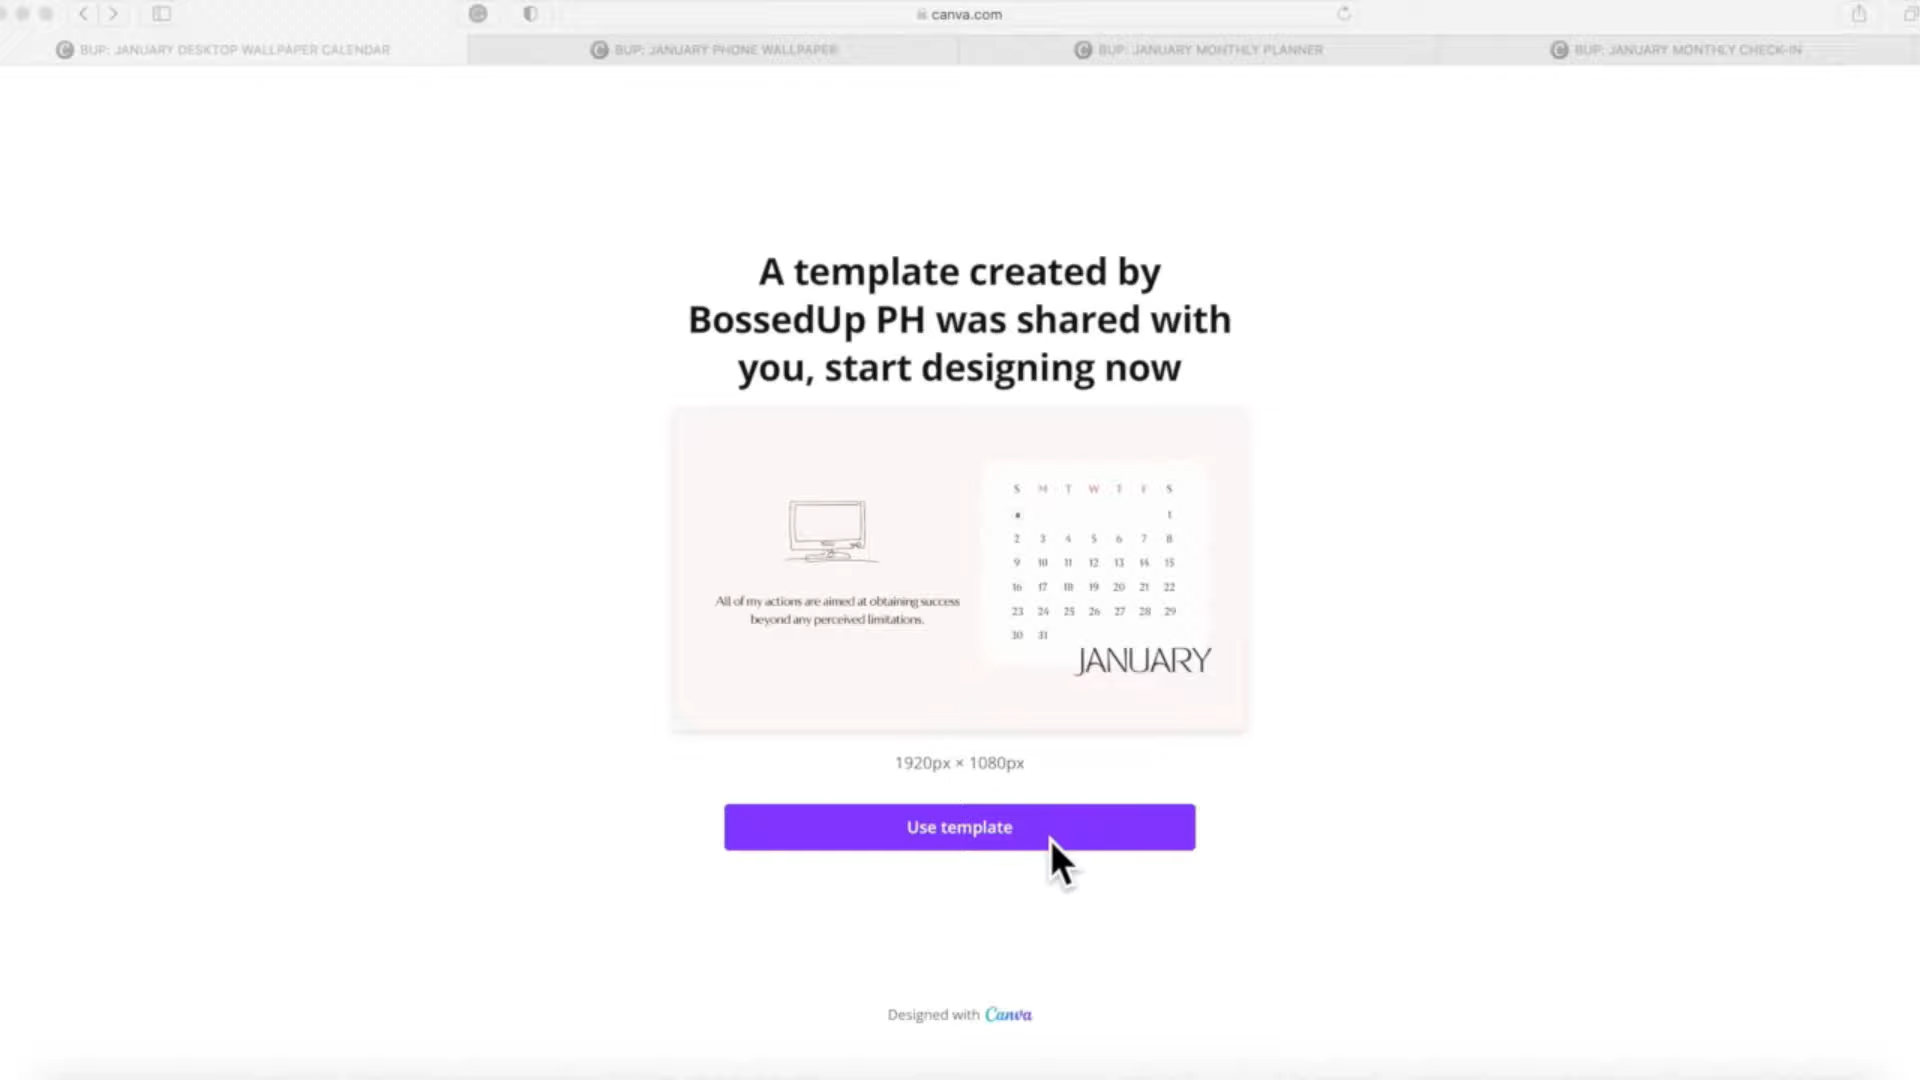 canva.com
BUP: JANUARY DESKTOP WALLPAPER CALENDAR
BUP: JANUARY PHONE WALLPAPER
BUP: JANUARY MONTHLY PLANNER
BUP: JANUARY MONTHLY CHECK-IN
A template created by
BossedUp PH was shared with
you, start designing now
S M T W T F S
1
2 3 4 5 6 7 8
9 10 11 12 13 14 15
16 17 18 19 20 21 22
23 24 25 26 27 28 29
30 31
JANUARY
All of my actions are aimed at obtaining success
beyond any perceived limitations.
1920px × 1080px
Use template
Designed with Canva